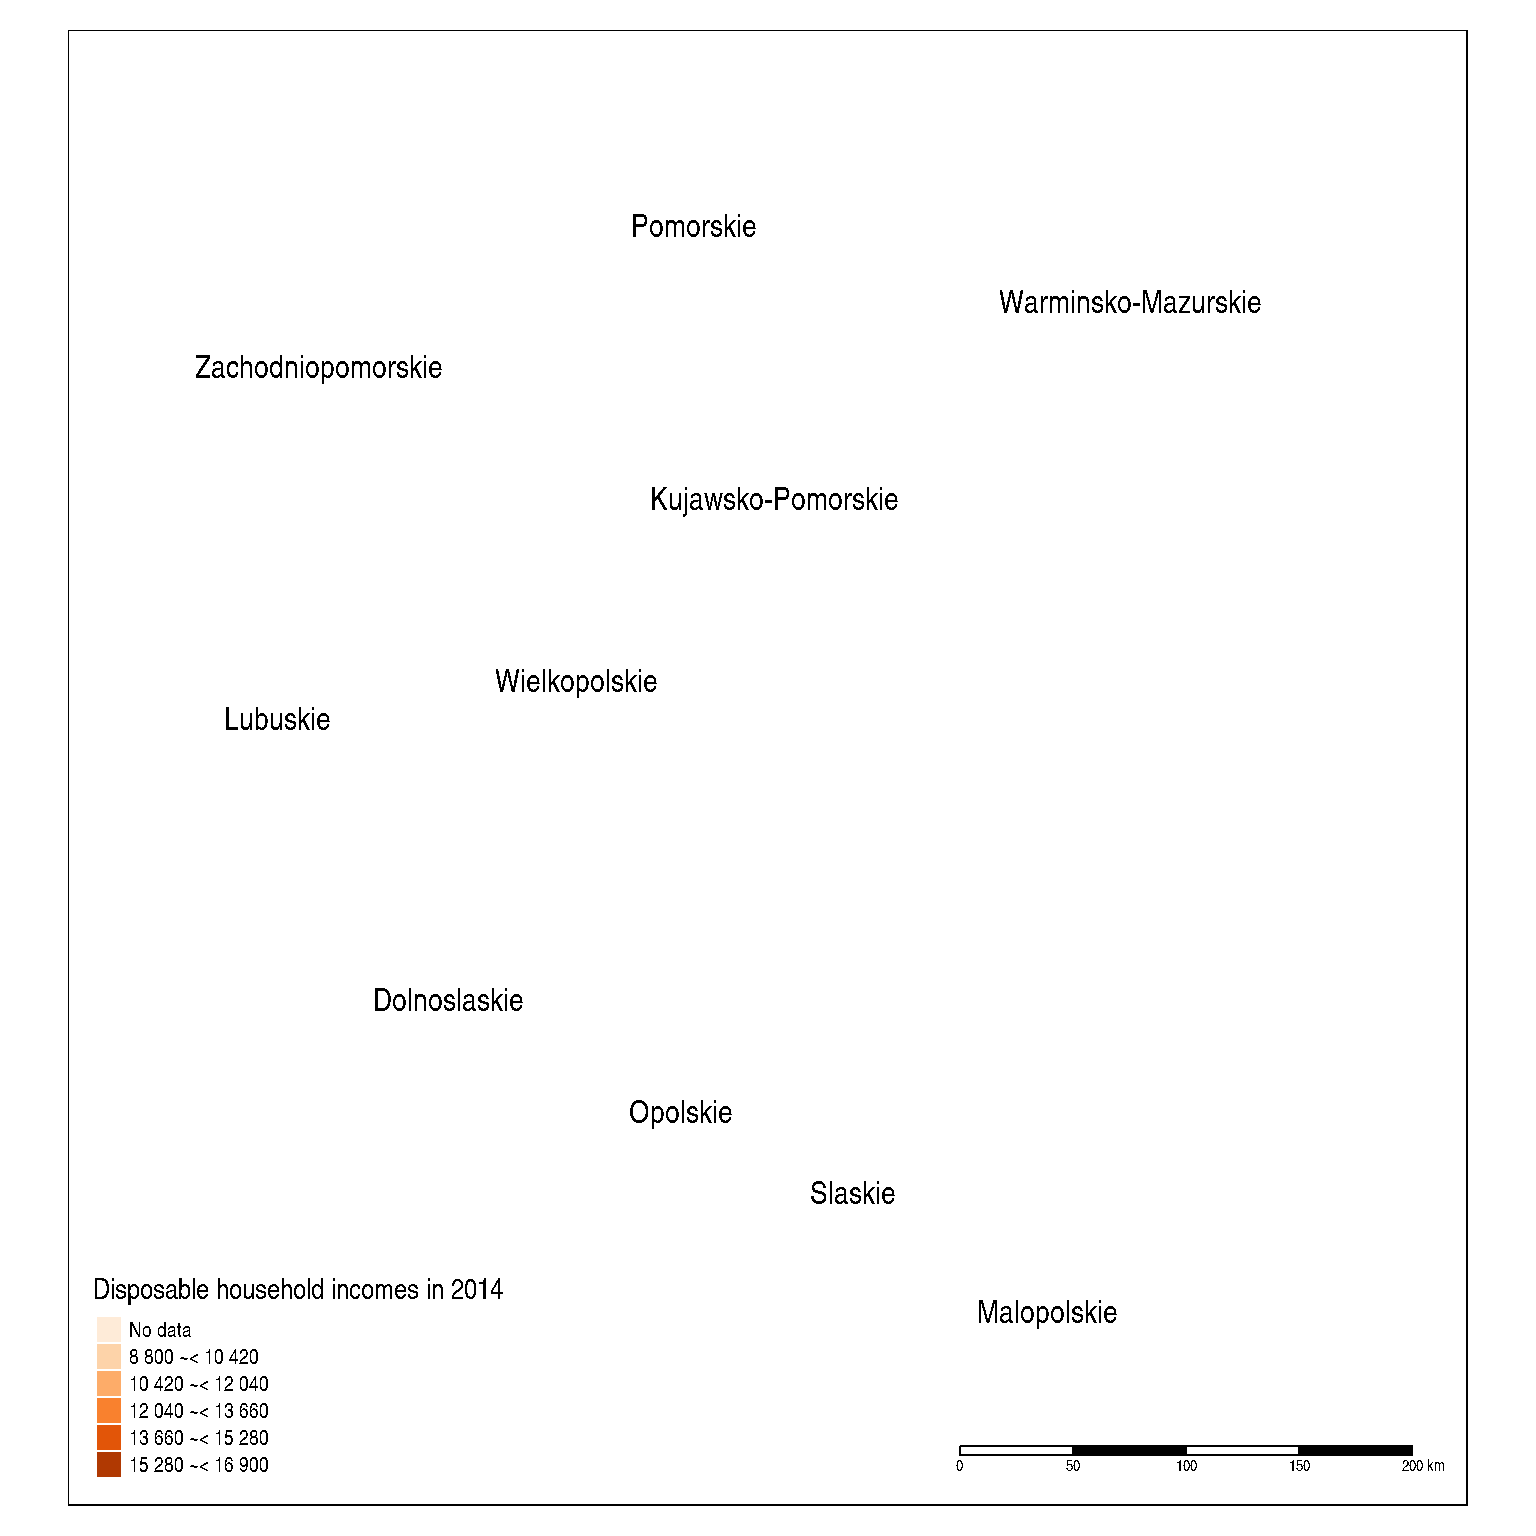 Pomorskie
Warminsko-Mazurskie
Zachodniopomorskie
Kujawsko-Pomorskie
Wielkopolskie
Lubuskie
Dolnoslaskie
Opolskie
Slaskie
Malopolskie
Disposable household incomes in 2014
No data
8 800 ~< 10 420
10 420 ~< 12 040
12 040 ~< 13 660
13 660 ~< 15 280
15 280 ~< 16 900
0 50 100 150 200 km